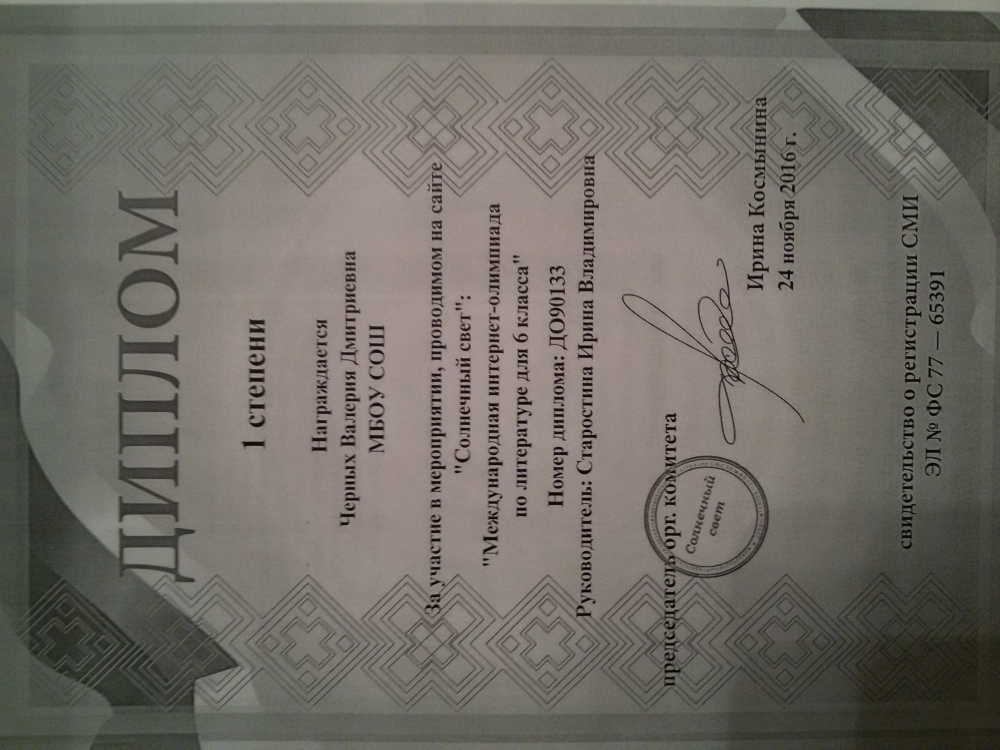 ДИПЛОМ
1 степени
Награждается
Черных Валерия Дмитриевна
МБОУ СОШ
За участие в мероприятии, проводимом на сайте
"Солнечный свет":
"Международная интернет-олимпиада
по литературе для 6 класса"
Номер диплома: ДО90133
Руководитель: Старостина Ирина Владимировна
председатель орг. комитета
Солнечный
свет
Ирина Космынина
24 ноября 2016 г.
свидетельство о регистрации СМИ
ЭЛ № ФС 77 — 65391